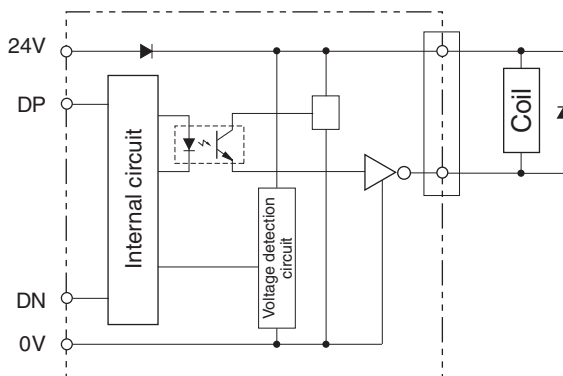 24V
DP
Internal circuit
Voltage detection
circuit
Coil
DN
0V